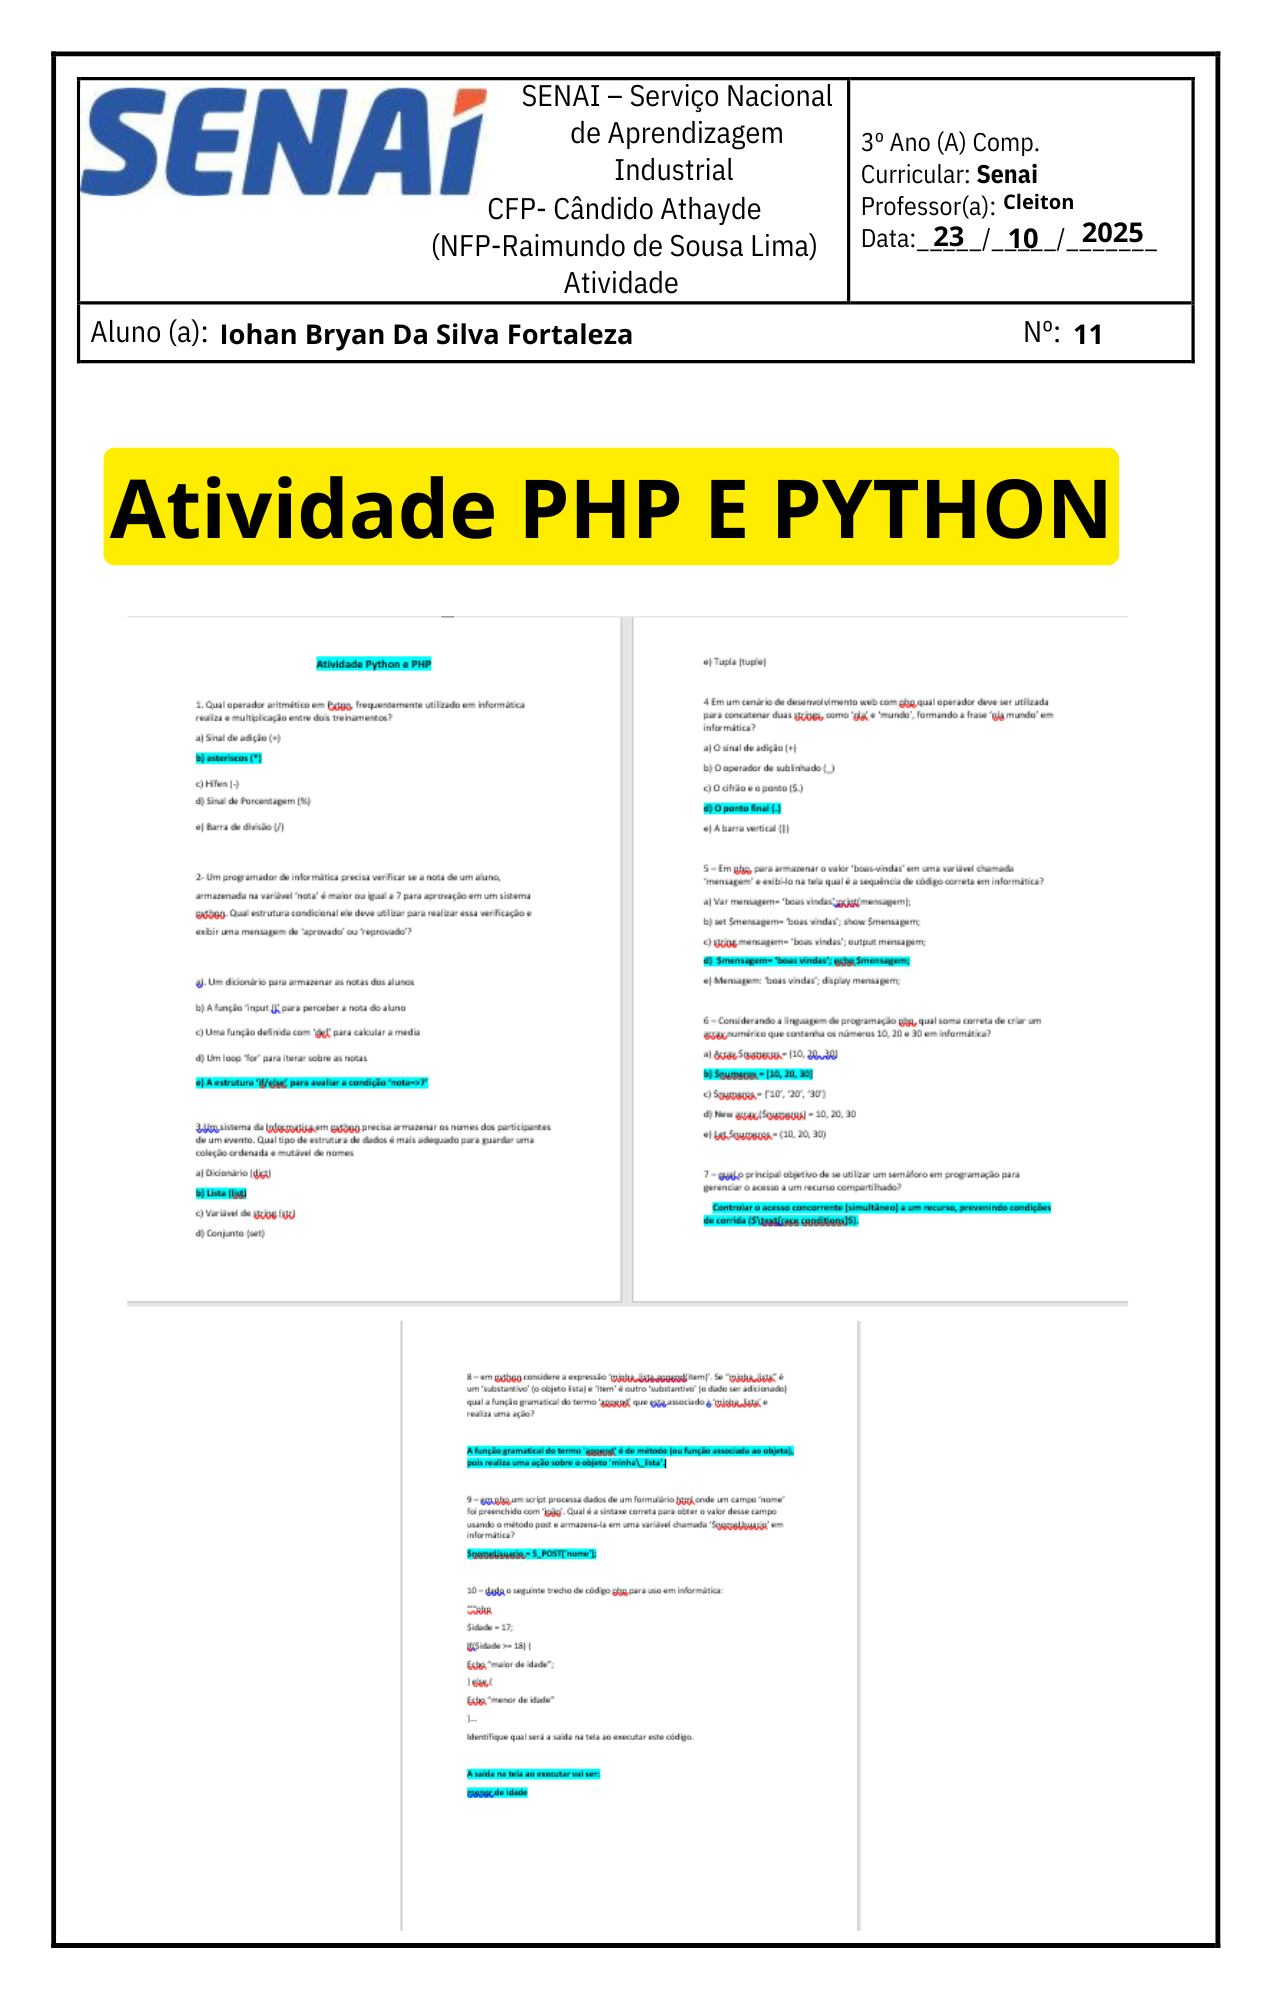 SENAI
SENAI – Serviço Nacional
de Aprendizagem
Industrial
CFP- Cândido Athayde
(NFP-Raimundo de Sousa Lima)
Atividade
3º Ano (A) Comp.
Curricular: Senai
Professor(a): Cleiton
Data:_23_/_10_/_2025_
Aluno (a): Iohan Bryan Da Silva Fortaleza Nº: 11
Atividade PHP E PYTHON
Atividade Python e PHP
1. Qual operador aritmético em Pyton, frequentemente utilizado em informática
realiza e multiplicação entre dois treinamentos?
a) Sinal de adição (+)
b) asteriscos (*)
c) Hífen (-)
d) Sinal de Porcentagem (%)
e) Barra de divisão (/)
2- Um programador de informática precisa verificar se a nota de um aluno,
armazenada na variável 'nota' é maior ou igual a 7 para aprovação em um sistema
python. Qual estrutura condicional ele deve utilizar para realizar essa verificação e
exibir uma mensagem de 'aprovado' ou 'reprovado'?
a). Um dicionário para armazenar as notas dos alunos
b) A função 'input ()' para perceber a nota do aluno
c) Uma função definida com 'def' para calcular a media
d) Um loop 'for' para iterar sobre as notas
e) A estrutura 'if/else' para avaliar a condição 'nota=>7'
3.Um sistema da Informatica em python precisa armazenar os nomes dos participantes
de um evento. Qual tipo de estrutura de dados é mais adequado para guardar uma
coleção ordenada e mutável de nomes
a) Dicionário (dict)
b) Lista (list)
c) Variável de string (str)
d) Conjunto (set)
e) Tupla (tuple)
4 Em um cenário de desenvolvimento web com php qual operador deve ser utilizada
para concatenar duas strings, como 'ola' e 'mundo', formando a frase 'ola mundo' em
informática?
a) O sinal de adição (+)
b) O operador de sublinhado (_)
c) O cifrão e o ponto ($.)
d) O ponto final (.)
e) A barra vertical (|)
5 – Em php, para armazenar o valor 'boas-vindas' em uma variável chamada
'mensagem' e exibi-lo na tela qual é a sequência de código correta em informática?
a) Var mensagem= 'boas vindas';print(mensagem);
b) set $mensagem= 'boas vindas'; show $mensagem;
c) string mensagem= 'boas vindas'; output mensagem;
d) $mensagem= 'boas vindas'; echo $mensagem;
e) Mensagem: 'boas vindas'; display mensagem;
6 – Considerando a linguagem de programação php, qual soma correta de criar um
array numérico que contenha os números 10, 20 e 30 em informática?
a) Array $numeros = (10, 20, 30)
b) $numeros = [10, 20, 30]
c) $numeros = {'10', '20', '30'}
d) New array ($numeros) = 10, 20, 30
e) Let $numeros = (10, 20, 30)
7 – qual o principal objetivo de se utilizar um semáforo em programação para
gerenciar o acesso a um recurso compartilhado?
Controlar o acesso concorrente (simultâneo) a um recurso, prevenindo condições
de corrida ($\text{race conditions}$).
8 – em python considere a expressão 'minha_lista.append(item)'. Se "minha_lista" é
um 'substantivo' (o objeto lista) e 'item' é outro 'substantivo' (o dado ser adicionado)
qual a função gramatical do termo 'append' que esta associado a 'minha_lista' e
realiza uma ação?
A função gramatical do termo 'append' é de método (ou função associada ao objeto),
pois realiza uma ação sobre o objeto 'minha\_lista'.
9 – em php um script processa dados de um formulário html onde um campo 'nome'
foi preenchido com 'joão'. Qual é a sintaxe correta para obter o valor desse campo
usando o método post e armazena-la em uma variável chamada '$nomeUsuario' em
informática?
$nomeUsuario = $_POST['nome'];
10 – dado o seguinte trecho de código php para uso em informática:
"""php
$idade = 17;
If($idade >= 18) {
Echo "maior de idade";
} else {
Echo "menor de idade"
}...
Identifique qual será a saída na tela ao executar este código.
A saída na tela ao executar vai ser:
menor de idade